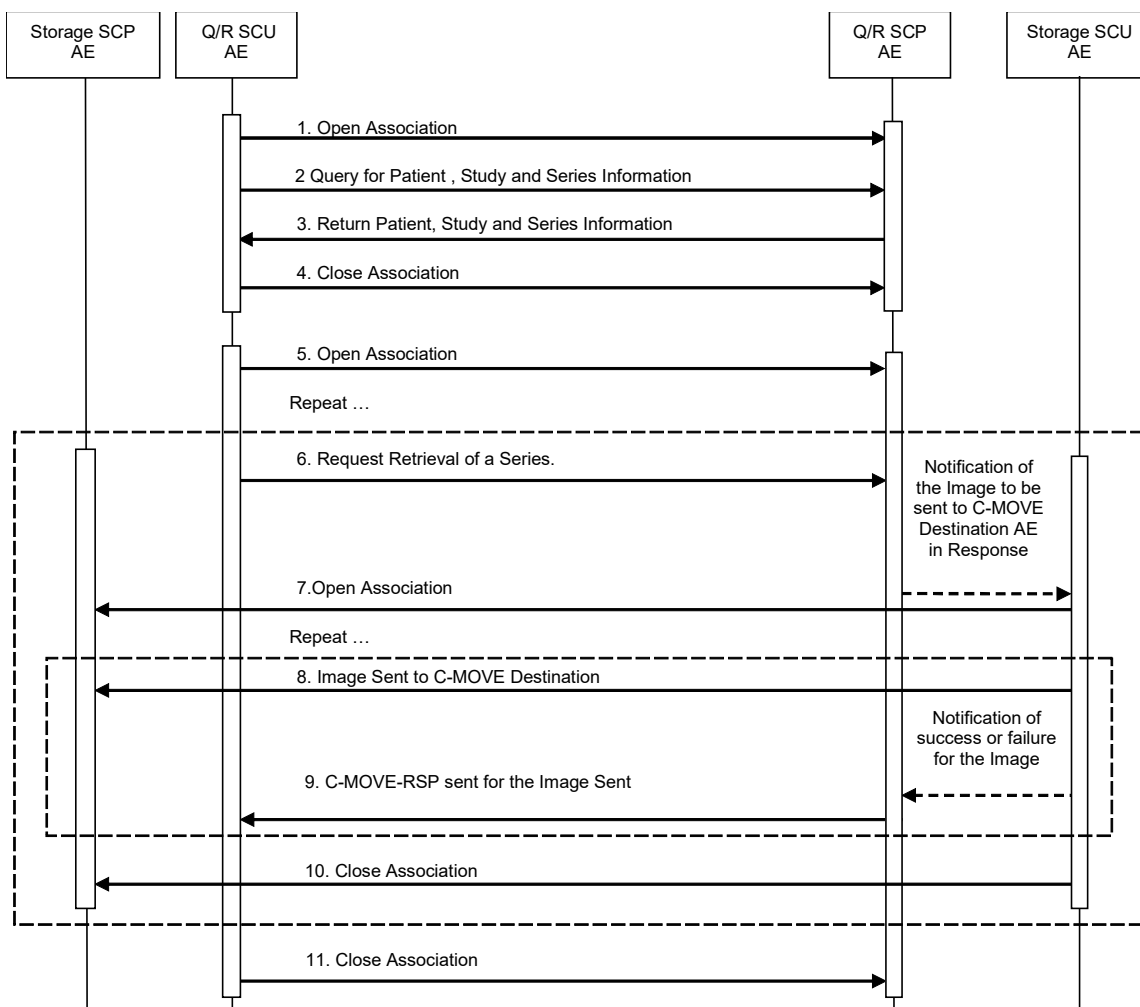 Storage SCP
AE
Q/R SCU
AE
Q/R SCP
AE
Storage SCU
AE
1. Open Association
2 Query for Patient , Study and Series Information
3. Return Patient, Study and Series Information
4. Close Association
5. Open Association
Repeat …
6. Request Retrieval of a Series.
Notification of
the Image to be
sent to C-MOVE
Destination AE
in Response
7.Open Association
Repeat …
8. Image Sent to C-MOVE Destination
Notification of
success or failure
for the Image
9. C-MOVE-RSP sent for the Image Sent
10. Close Association
11. Close Association